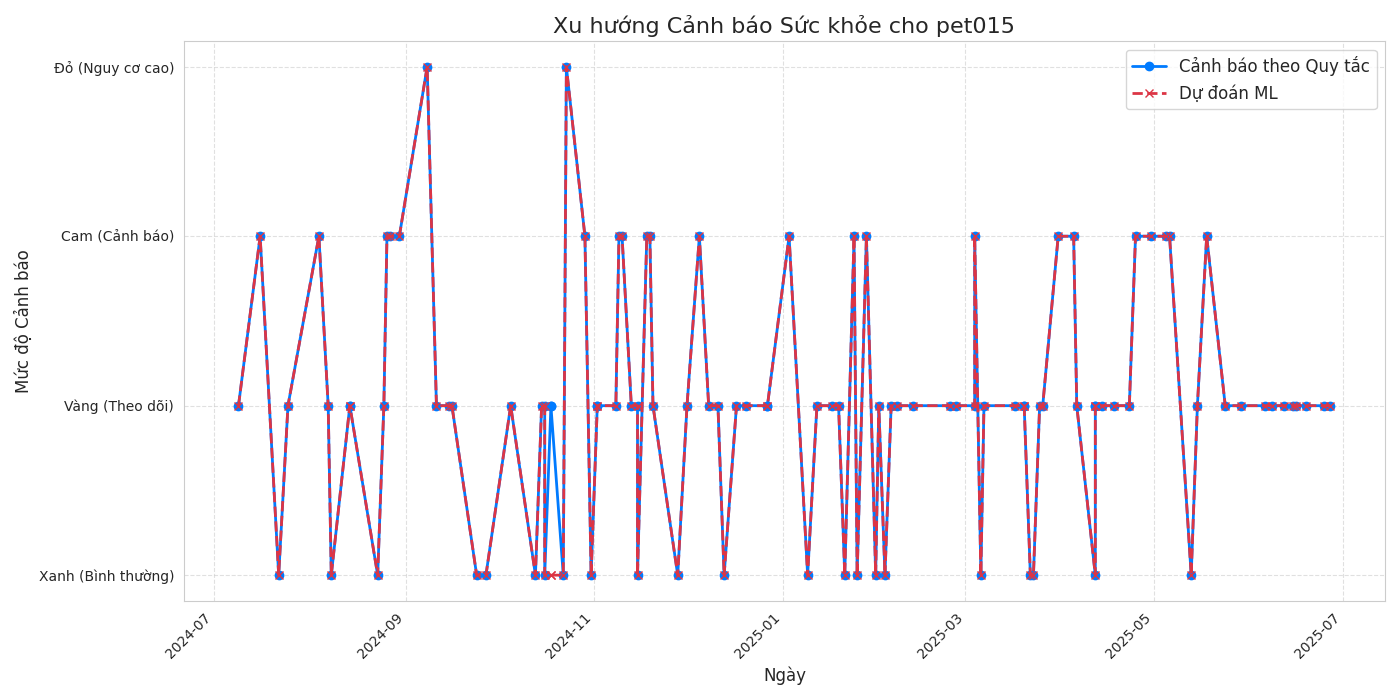 Xu hướng Cảnh báo Sức khỏe cho pet015
Cảnh báo theo Quy tắc
Dự đoán ML
Mức độ Cảnh báo
Đỏ (Nguy cơ cao)
Cam (Cảnh báo)
Vàng (Theo dõi)
Xanh (Bình thường)
2024-07
2024-09
2024-11
2025-01
2025-03
2025-05
2025-07
Ngày